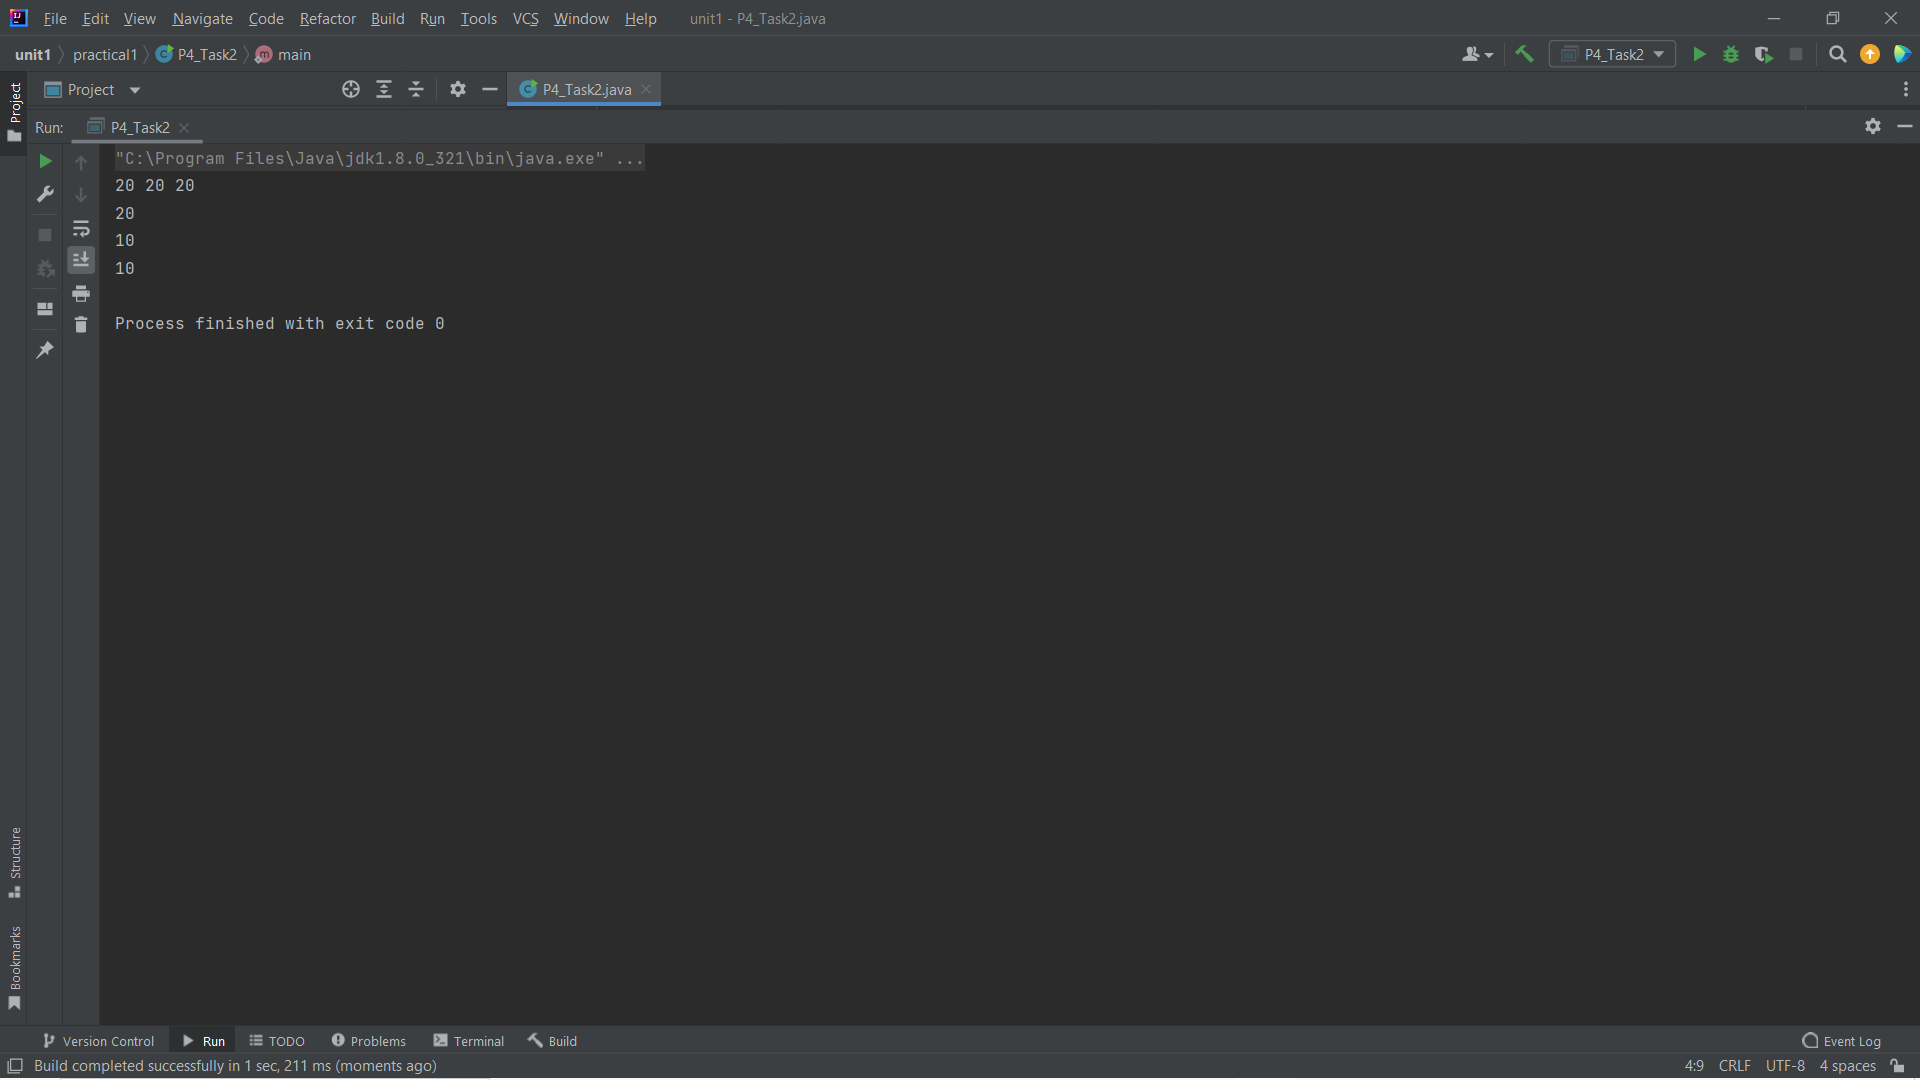 File Edit View Navigate Code Refactor Build Run Tools VCS Window Help unit1 - P4_Task2.java
unit1 practical1 P4_Task2 main P4_Task2
Project Project P4_Task2.java
Run: P4_Task2
"C:\Program Files\Java\jdk1.8.0_321\bin\java.exe" ...
20 20 20
20
10
10
Process finished with exit code 0
Structure
Bookmarks
Version Control Run TODO Problems Terminal Build Event Log
Build completed successfully in 1 sec, 211 ms (moments ago) 4:9 CRLF UTF-8 4 spaces